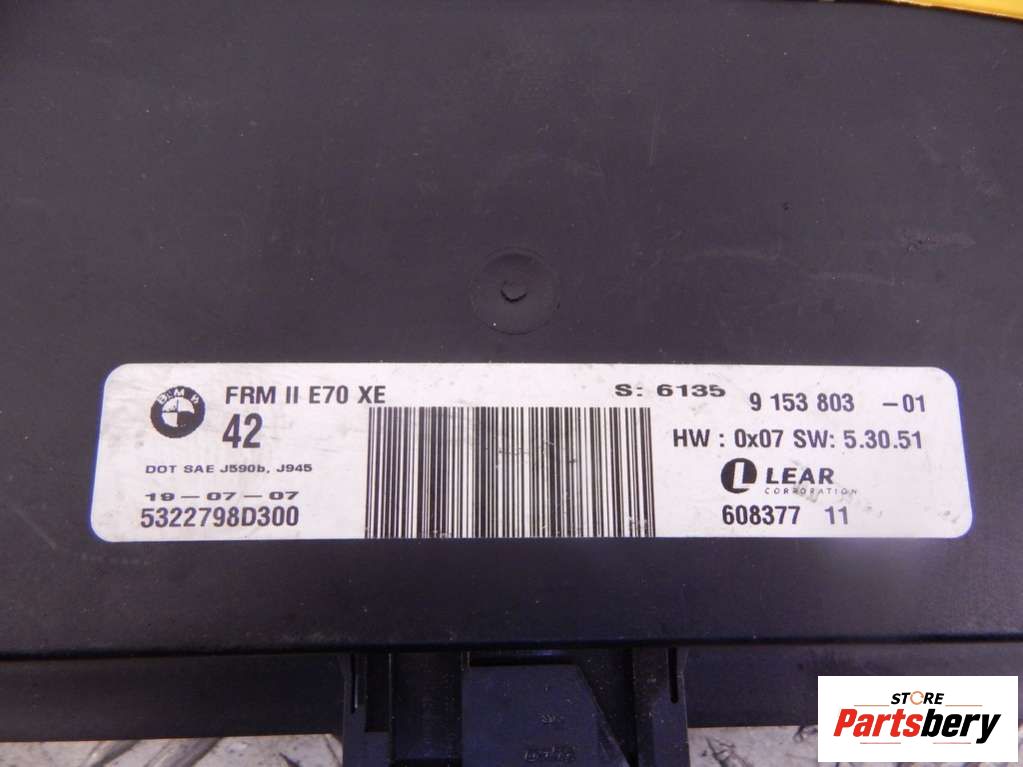 BMW
FRM II E70 XE
42
DOT SAE J590b, J945
19-07-07
5322798D300
S: 6135
9 153 803 -01
HW : 0x07 SW: 5.30.51
L LEAR
CORPORATION
608377 11
STORE
Partsbery